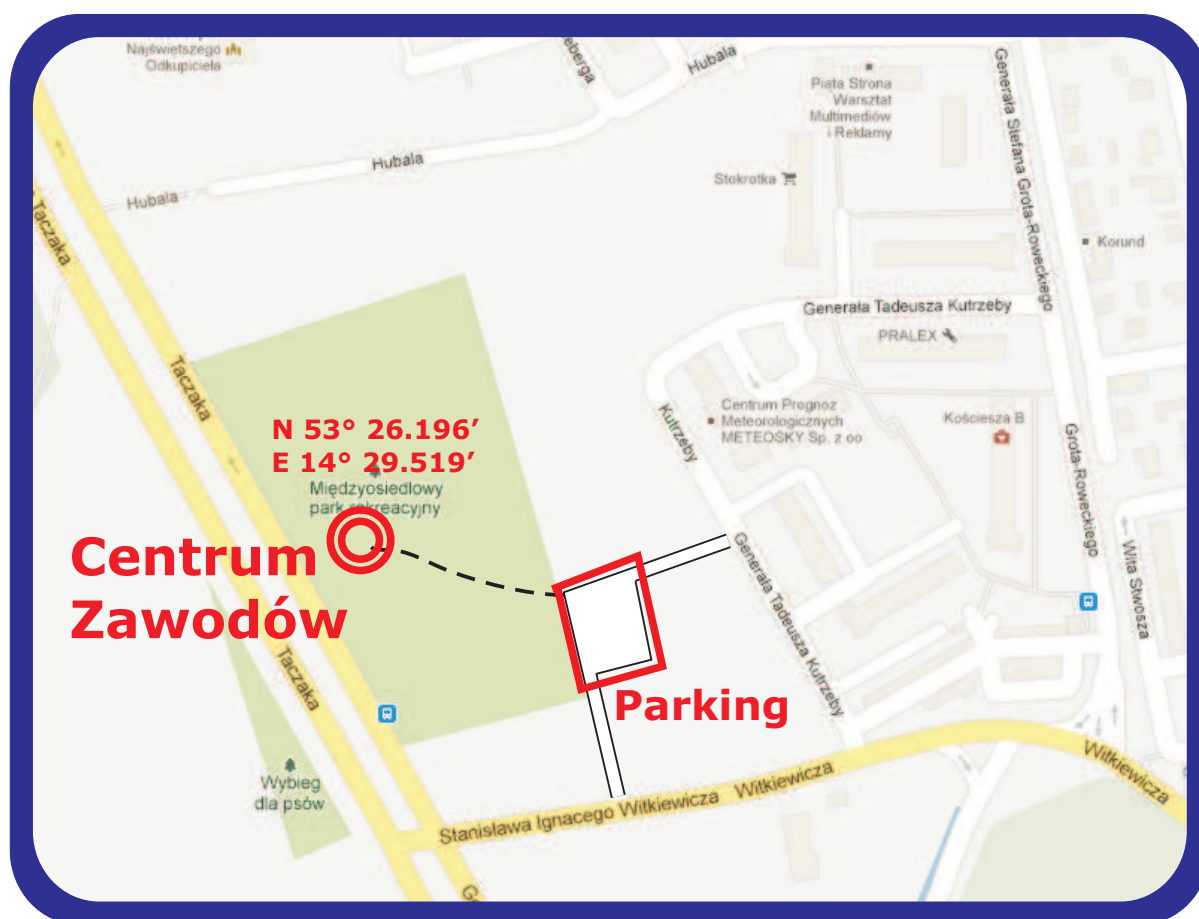 Najświetszego
Odkupiciela
Hubala
Piata Strona
Warsztat
Multimediów
i Reklamy
Generała Stefana Grota-Roweckiego
Hubala
Stokrotka
Hubala
Taczaka
Korund
Generała Tadeusza Kutrzeby
PRALEX
Taczaka
Centrum Prognoz
Meteorologicznych
METEOSKY Sp. z oo
Kościesza B
Kutrzeby
Grota-Roweckiego
N 53° 26.196′
E 14° 29.519′
Międzyosiedlowy
park rekreacyjny
Centrum
Zawodów
Generała Tadeusza Kutrzeby
Wita Stwosza
Taczaka
Parking
Wybieg
dla psów
Stanisława Ignacego Witkiewicza
Witkiewicza
Witkiewicza